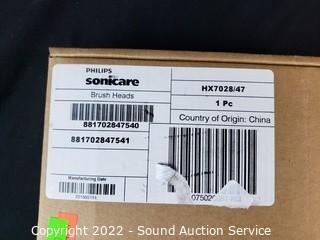 PHILIPS
sonicare
Brush Heads
881702847540
881702847541
Manufacturing Date
HX7028/47
1 Pc
Country of Origin: China
Copyright 2022 - Sound Auction Service